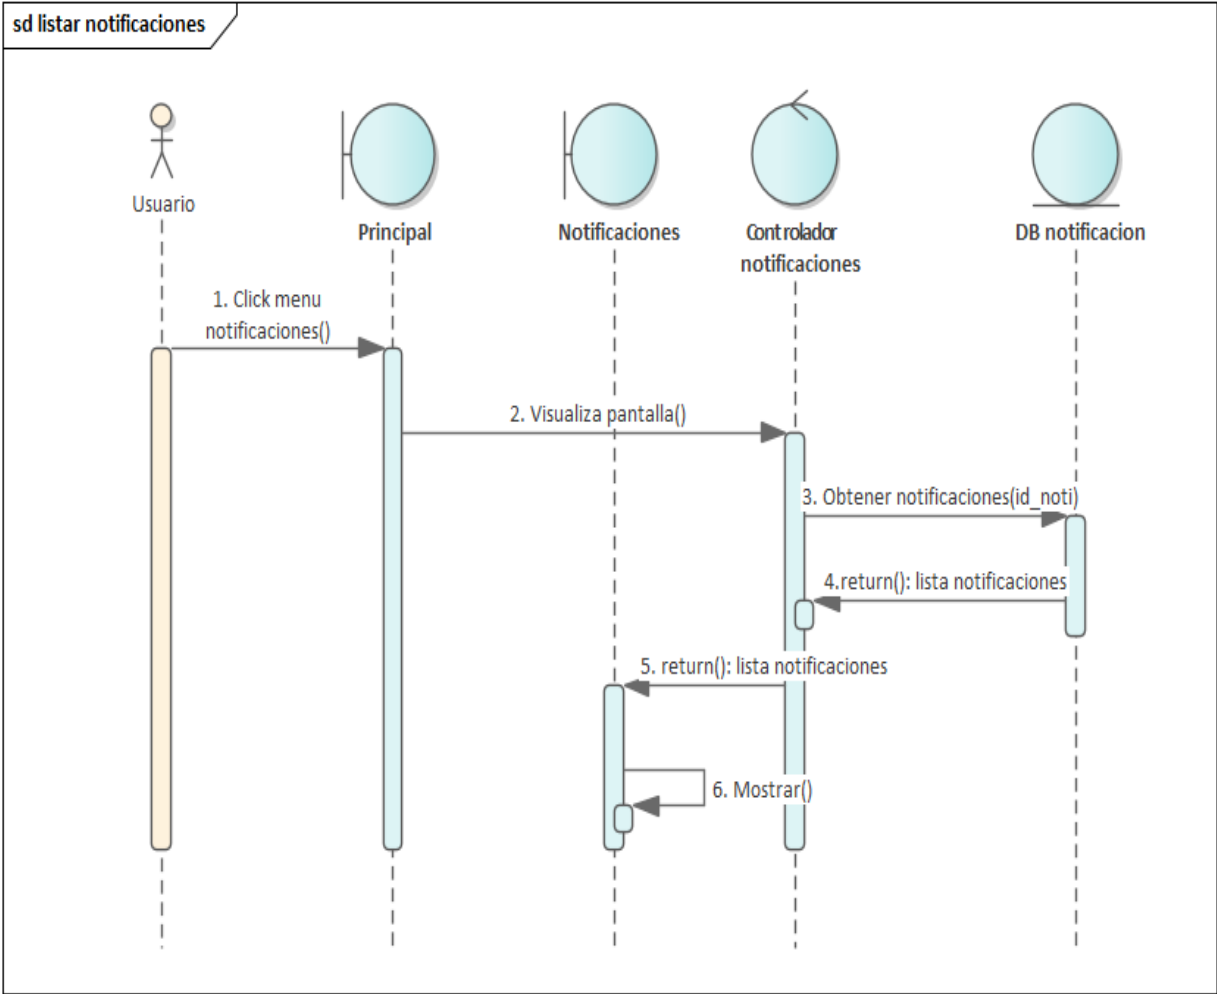 sd listar notificaciones
Usuario
Principal
Notificaciones
Controlador
notificaciones
DB notificacion
1. Click menu
notificaciones()
2. Visualiza pantalla()
3. Obtener notificaciones(id_noti)
4.return(): lista notificaciones
5. return(): lista notificaciones
6. Mostrar()